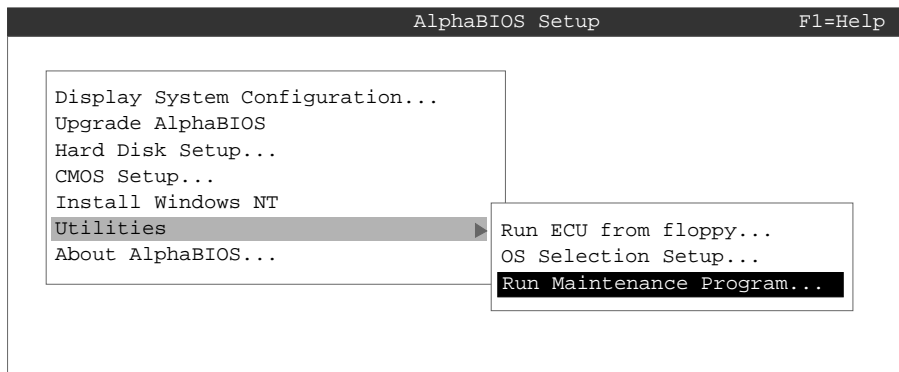 AlphaBIOS Setup F1=Help
Display System Configuration...
Upgrade AlphaBIOS
Hard Disk Setup...
CMOS Setup...
Install Windows NT
Utilities
About AlphaBIOS...
Run ECU from floppy...
OS Selection Setup...
Run Maintenance Program...